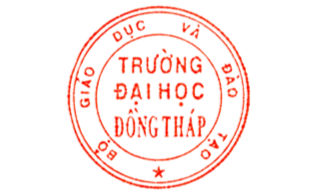 BỘ GIÁO DỤC VÀ ĐÀO TẠO
TRƯỜNG
ĐẠI HỌC
ĐỒNG THÁP